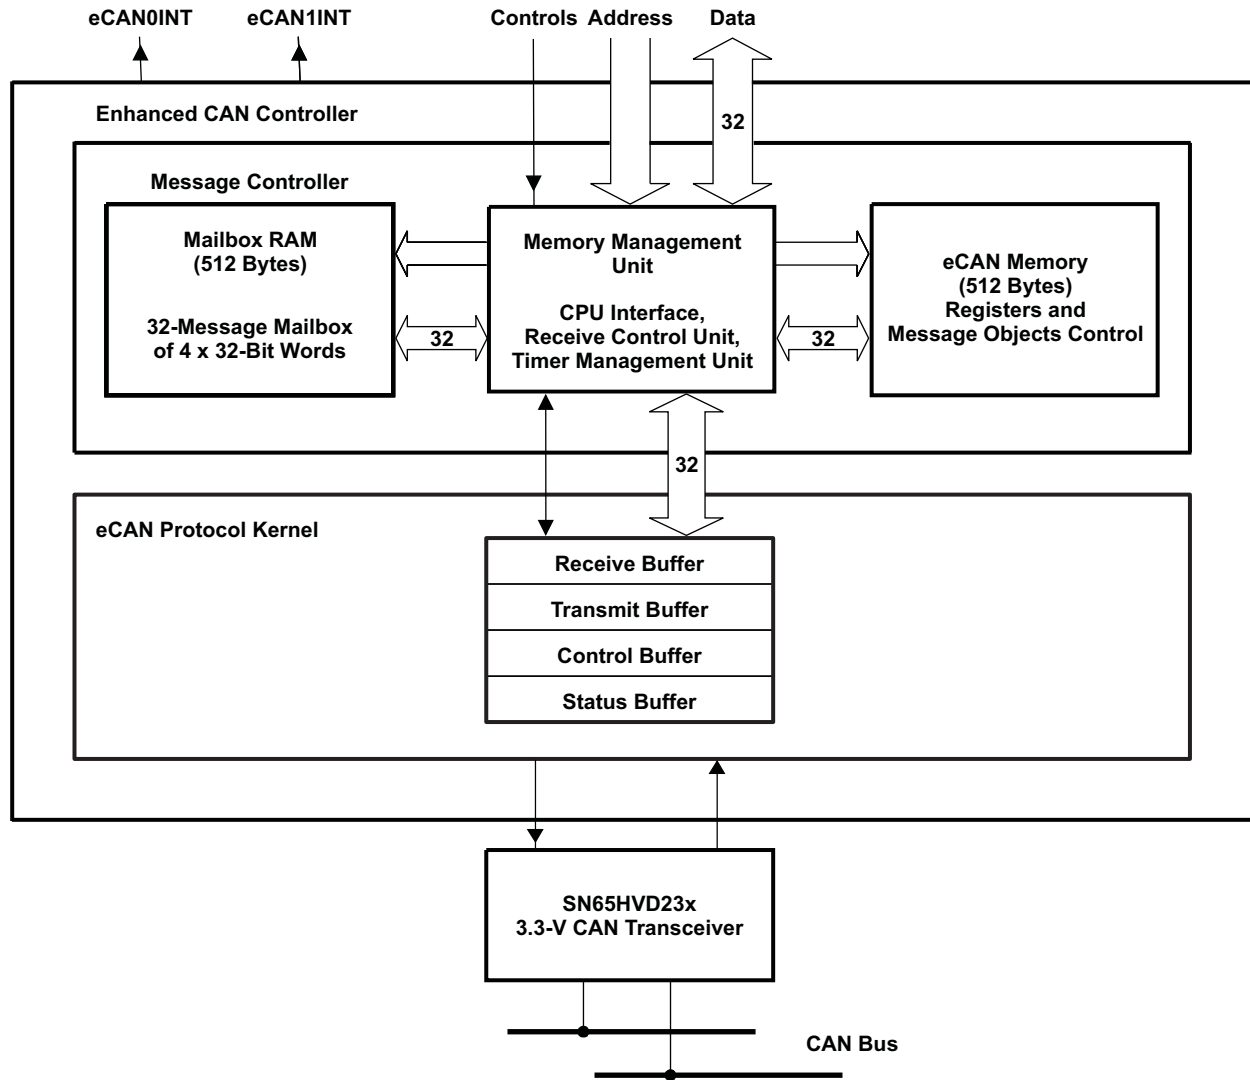 eCAN0INT
eCAN1INT
Controls
Address
Data
32
Enhanced CAN Controller
Message Controller
Mailbox RAM
(512 Bytes)
32-Message Mailbox
of 4 x 32-Bit Words
32
Memory Management
Unit
CPU Interface,
Receive Control Unit,
Timer Management Unit
32
eCAN Memory
(512 Bytes)
Registers and
Message Objects Control
32
eCAN Protocol Kernel
Receive Buffer
Transmit Buffer
Control Buffer
Status Buffer
SN65HVD23x
3.3-V CAN Transceiver
CAN Bus